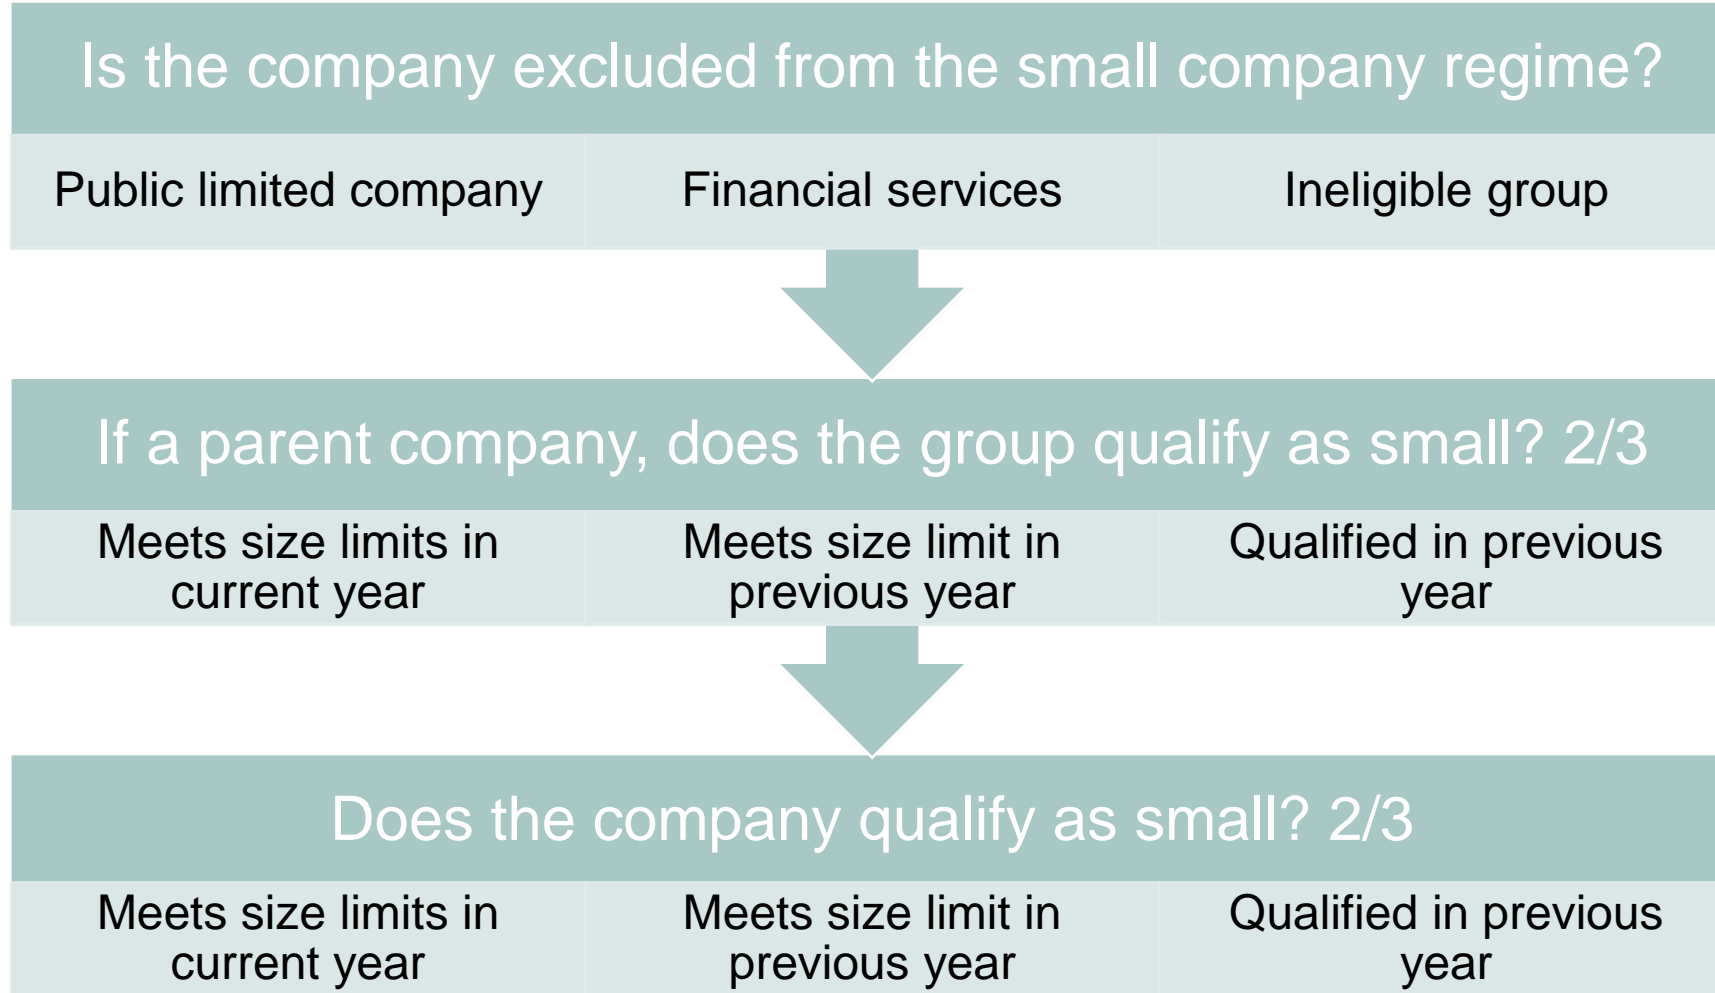 Is the company excluded from the small company regime?
Public limited company
Financial services
Ineligible group
If a parent company, does the group qualify as small? 2/3
Meets size limits in
current year
Meets size limit in
previous year
Qualified in previous
year
Does the company qualify as small? 2/3
Meets size limits in
current year
Meets size limit in
previous year
Qualified in previous
year